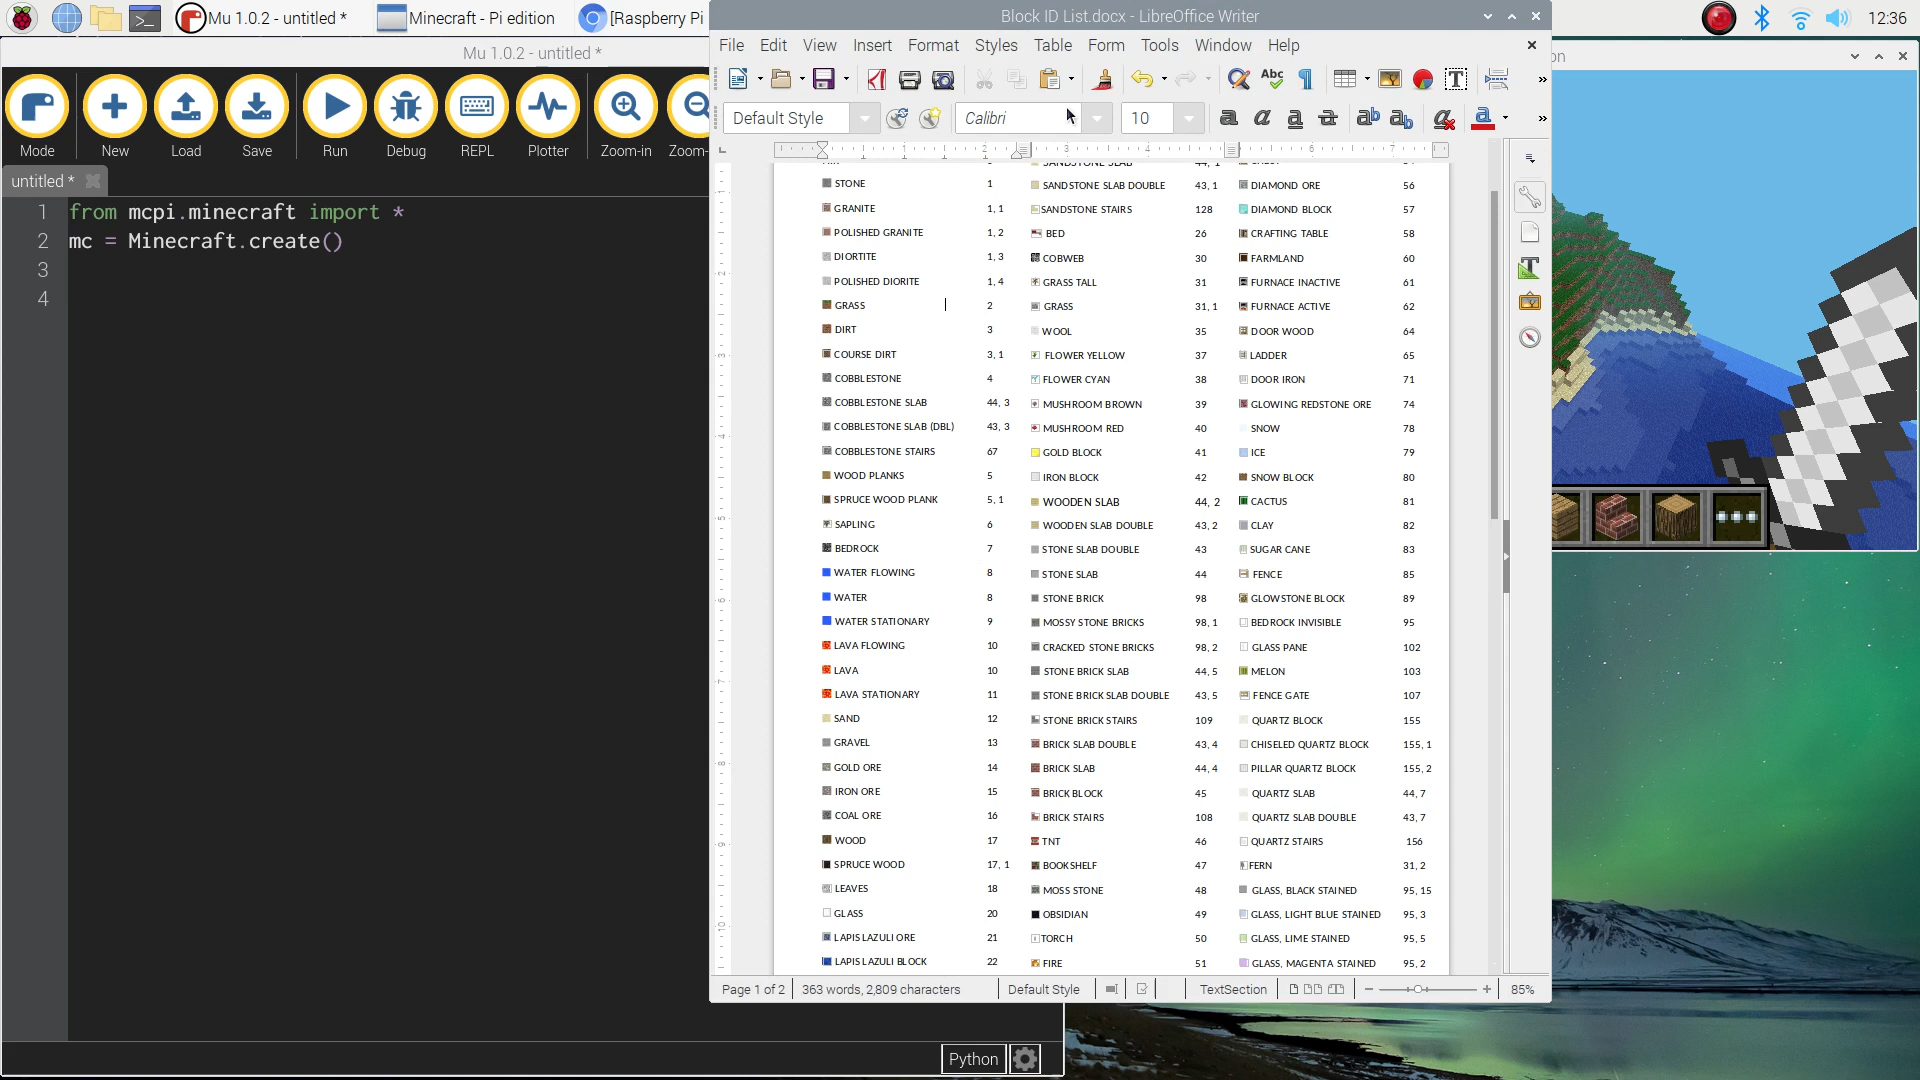 Mu 1.0.2 - untitled *
Minecraft - Pi edition
[Raspberry Pi
12:36
Mu 1.0.2 - untitled *
Mode
New
Load
Save
Run
Debug
REPL
Plotter
Zoom-in
Zoom-
untitled *
1 from mcpi.minecraft import *
2 mc = Minecraft.create()
3
4
Python
Block ID List.docx - LibreOffice Writer
File Edit View Insert Format Styles Table Form Tools Window Help
Default Style
Calibri
10
STONE 1
GRANITE 1, 1
POLISHED GRANITE 1, 2
DIORTITE 1, 3
POLISHED DIORITE 1, 4
GRASS 2
DIRT 3
COURSE DIRT 3, 1
COBBLESTONE 4
COBBLESTONE SLAB 44, 3
COBBLESTONE SLAB (DBL) 43, 3
COBBLESTONE STAIRS 67
WOOD PLANKS 5
SPRUCE WOOD PLANK 5, 1
SAPLING 6
BEDROCK 7
WATER FLOWING 8
WATER 8
WATER STATIONARY 9
LAVA FLOWING 10
LAVA 10
LAVA STATIONARY 11
SAND 12
GRAVEL 13
GOLD ORE 14
IRON ORE 15
COAL ORE 16
WOOD 17
SPRUCE WOOD 17, 1
LEAVES 18
GLASS 20
LAPIS LAZULI ORE 21
LAPIS LAZULI BLOCK 22
SANDSTONE SLAB 44, 1
SANDSTONE SLAB DOUBLE 43, 1
SANDSTONE STAIRS 128
BED 26
COBWEB 30
GRASS TALL 31
GRASS 31, 1
WOOL 35
FLOWER YELLOW 37
FLOWER CYAN 38
MUSHROOM BROWN 39
MUSHROOM RED 40
GOLD BLOCK 41
IRON BLOCK 42
WOODEN SLAB 44, 2
WOODEN SLAB DOUBLE 43, 2
STONE SLAB DOUBLE 43
STONE SLAB 44
STONE BRICK 98
MOSSY STONE BRICKS 98, 1
CRACKED STONE BRICKS 98, 2
STONE BRICK SLAB 44, 5
STONE BRICK SLAB DOUBLE 43, 5
STONE BRICK STAIRS 109
BRICK SLAB DOUBLE 43, 4
BRICK SLAB 44, 4
BRICK BLOCK 45
BRICK STAIRS 108
TNT 46
BOOKSHELF 47
MOSS STONE 48
OBSIDIAN 49
TORCH 50
FIRE 51
DIAMOND ORE 56
DIAMOND BLOCK 57
CRAFTING TABLE 58
FARMLAND 60
FURNACE INACTIVE 61
FURNACE ACTIVE 62
DOOR WOOD 64
LADDER 65
DOOR IRON 71
GLOWING REDSTONE ORE 74
SNOW 78
ICE 79
SNOW BLOCK 80
CACTUS 81
CLAY 82
SUGAR CANE 83
FENCE 85
GLOWSTONE BLOCK 89
BEDROCK INVISIBLE 95
GLASS PANE 102
MELON 103
FENCE GATE 107
QUARTZ BLOCK 155
CHISELED QUARTZ BLOCK 155, 1
PILLAR QUARTZ BLOCK 155, 2
QUARTZ SLAB 44, 7
QUARTZ SLAB DOUBLE 43, 7
QUARTZ STAIRS 156
FERN 31, 2
GLASS, BLACK STAINED 95, 15
GLASS, LIGHT BLUE STAINED 95, 3
GLASS, LIME STAINED 95, 5
GLASS, MAGENTA STAINED 95, 2
Page 1 of 2
363 words, 2,809 characters
Default Style
TextSection
85%
on